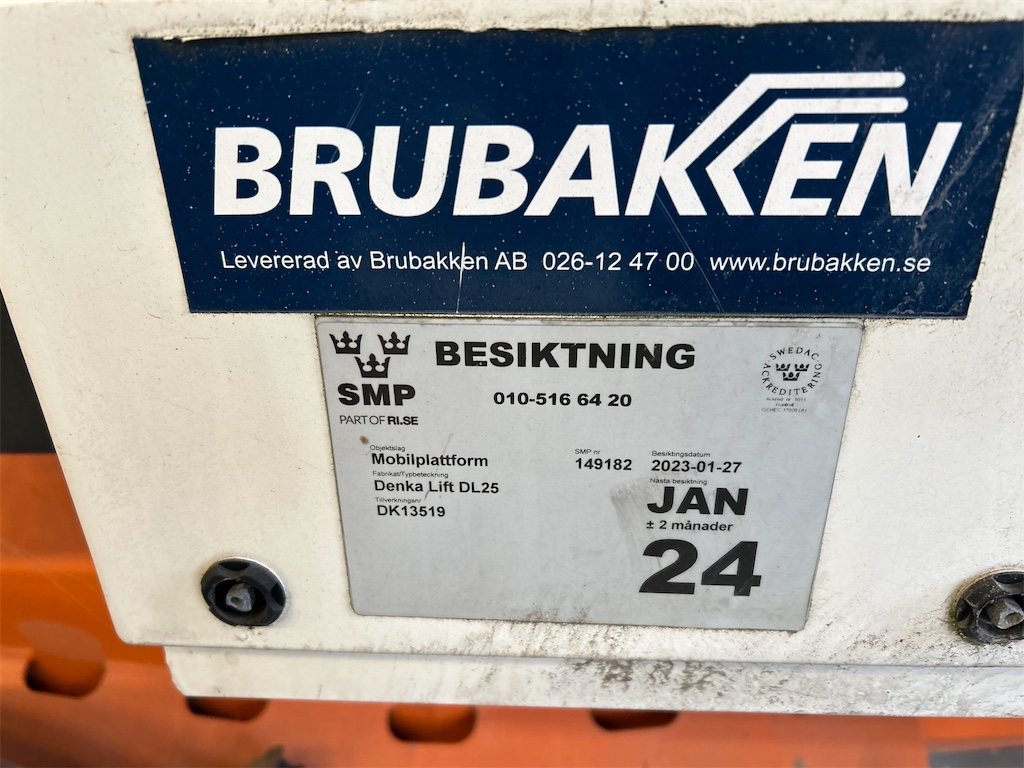 BRUBAKKEN
Levererad av Brubakken AB 026-12 47 00 www.brubakken.se
SMP
PART OF RI.SE
BESIKTNING
010-516 64 20
SWEDAC
ACKREDITERING
Objektslag
Mobilplattform
Fabrikat/Typbeteckning
Denka Lift DL25
Tillverkningsnr
DK13519
SMP nr
149182
Besiktningsdatum
2023-01-27
Nästa besiktning
JAN
± 2 månader
24